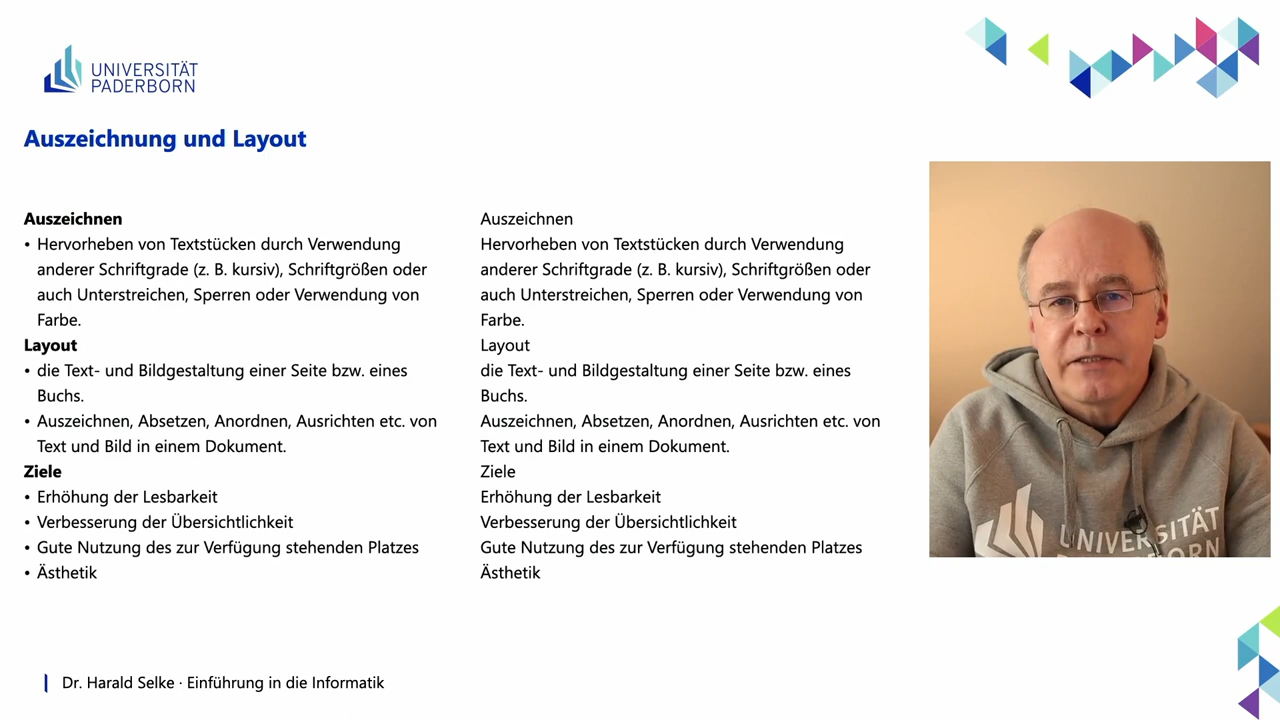 UNIVERSITÄT
PADERBORN
Auszeichnung und Layout
Auszeichnen
• Hervorheben von Textstücken durch Verwendung
anderer Schriftgrade (z. B. kursiv), Schriftgrößen oder
auch Unterstreichen, Sperren oder Verwendung von
Farbe.
Layout
• die Text- und Bildgestaltung einer Seite bzw. eines
Buchs.
• Auszeichnen, Absetzen, Anordnen, Ausrichten etc. von
Text und Bild in einem Dokument.
Ziele
• Erhöhung der Lesbarkeit
• Verbesserung der Übersichtlichkeit
• Gute Nutzung des zur Verfügung stehenden Platzes
• Ästhetik
Auszeichnen
Hervorheben von Textstücken durch Verwendung
anderer Schriftgrade (z. B. kursiv), Schriftgrößen oder
auch Unterstreichen, Sperren oder Verwendung von
Farbe.
Layout
die Text- und Bildgestaltung einer Seite bzw. eines
Buchs.
Auszeichnen, Absetzen, Anordnen, Ausrichten etc. von
Text und Bild in einem Dokument.
Ziele
Erhöhung der Lesbarkeit
Verbesserung der Übersichtlichkeit
Gute Nutzung des zur Verfügung stehenden Platzes
Ästhetik
UNIVERSITÄT
Dr. Harald Selke · Einführung in die Informatik